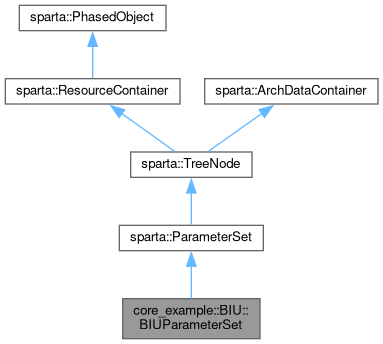 sparta::PhasedObject
sparta::ResourceContainer
sparta::ArchDataContainer
sparta::TreeNode
sparta::ParameterSet
core_example::BIU::
BIUParameterSet